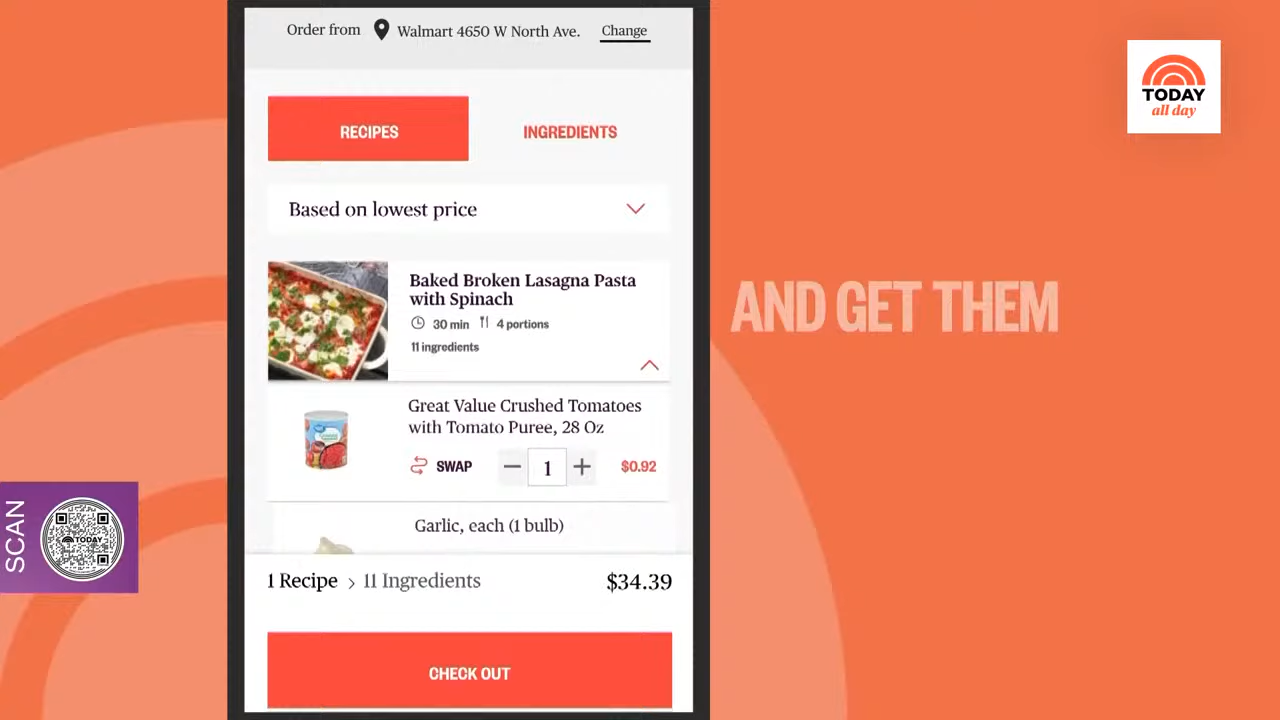 Order from Walmart 4650 W North Ave. Change
RECIPES
INGREDIENTS
Based on lowest price
Baked Broken Lasagna Pasta
with Spinach
30 min 4 portions
11 ingredients
Great Value Crushed Tomatoes
with Tomato Puree, 28 Oz
SWAP
1
$0.92
Garlic, each (1 bulb)
1 Recipe > 11 Ingredients
$34.39
CHECK OUT
AND GET THEM
TODAY
all day
SCAN
TODAY